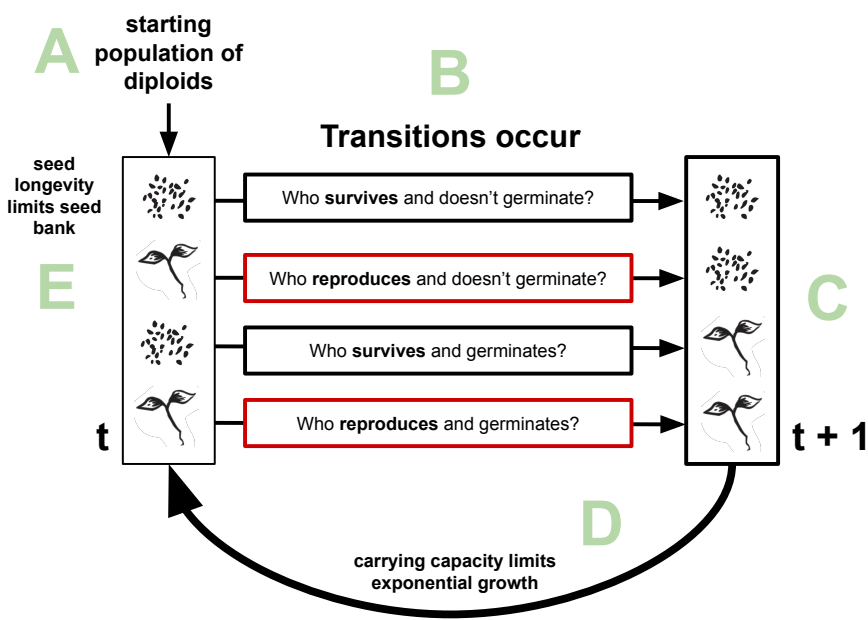 A
starting
population of
diploids
B
Transitions occur
seed
longevity
limits seed
bank
Who survives and doesn't germinate?
E
Who reproduces and doesn't germinate?
C
Who survives and germinates?
Who reproduces and germinates?
t
t + 1
D
carrying capacity limits
exponential growth